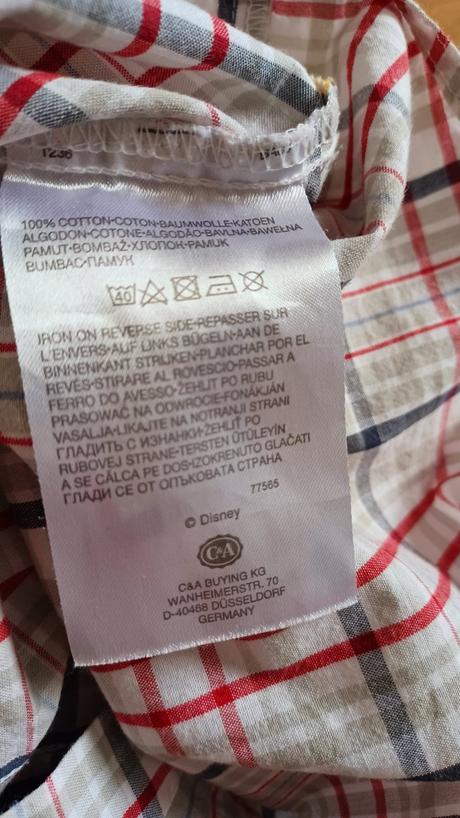 1236
100% COTTON•COTON•BAUMWOLLE•KATOEN
ALGODON•COTONE•ALGODÃO•BAVLNA•BAWEŁNA
PAMUT•BOMBAŽ•ХЛОПОК•PAMUK
BUMBAC•ПАМУК
40
IRON ON REVERSE SIDE•REPASSER SUR
L'ENVERS•AUF LINKS BÜGELN•AAN DE
BINNENKANT STRIJKEN•PLANCHAR POR EL
REVÉS•STIRARE AL ROVESCIO•PASSAR A
FERRO DO AVESSO•ŽEHLIT PO RUBU
PRASOWAĆ NA ODWROCIE•FONÁKJÁN
VASALJA•LIKAJTE NA NOTRANJI STRANI
ГЛАДИТЬ С ИЗНАНКИ•ŽEHLIŤ PO
RUBOVEJ STRANE•TERSTEN ÜTÜLEYİN
A SE CĂLCA PE DOS•IZOKRENUTO GLAČATI
ГЛАДИ СЕ ОТ ОПЪКОВАТА СТРАНА
77565
© Disney
C&A
C&A BUYING KG
WANHEIMERSTR. 70
D-40468 DÜSSELDORF
GERMANY